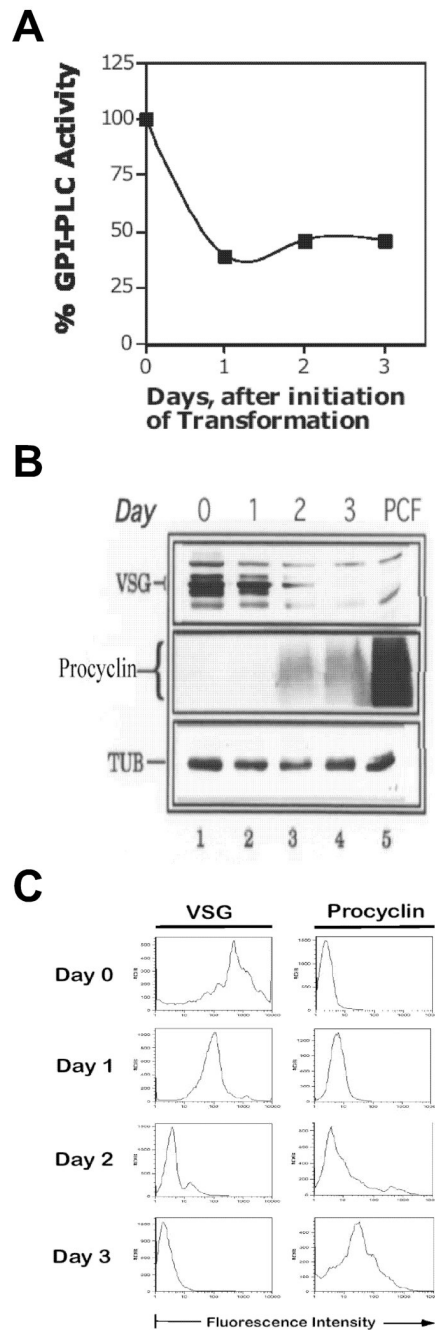 A
% GPI-PLC Activity
125
100
75
50
25
0
0 1 2 3
Days, after initiation
of Transformation
B
Day 0 1 2 3 PCF
VSG
Procyclin
TUB
1 2 3 4 5
C
VSG Procyclin
Day 0
Day 1
Day 2
Day 3
Fluorescence Intensity